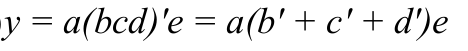 y = a(bcd)'e = a(b' + c' + d')e